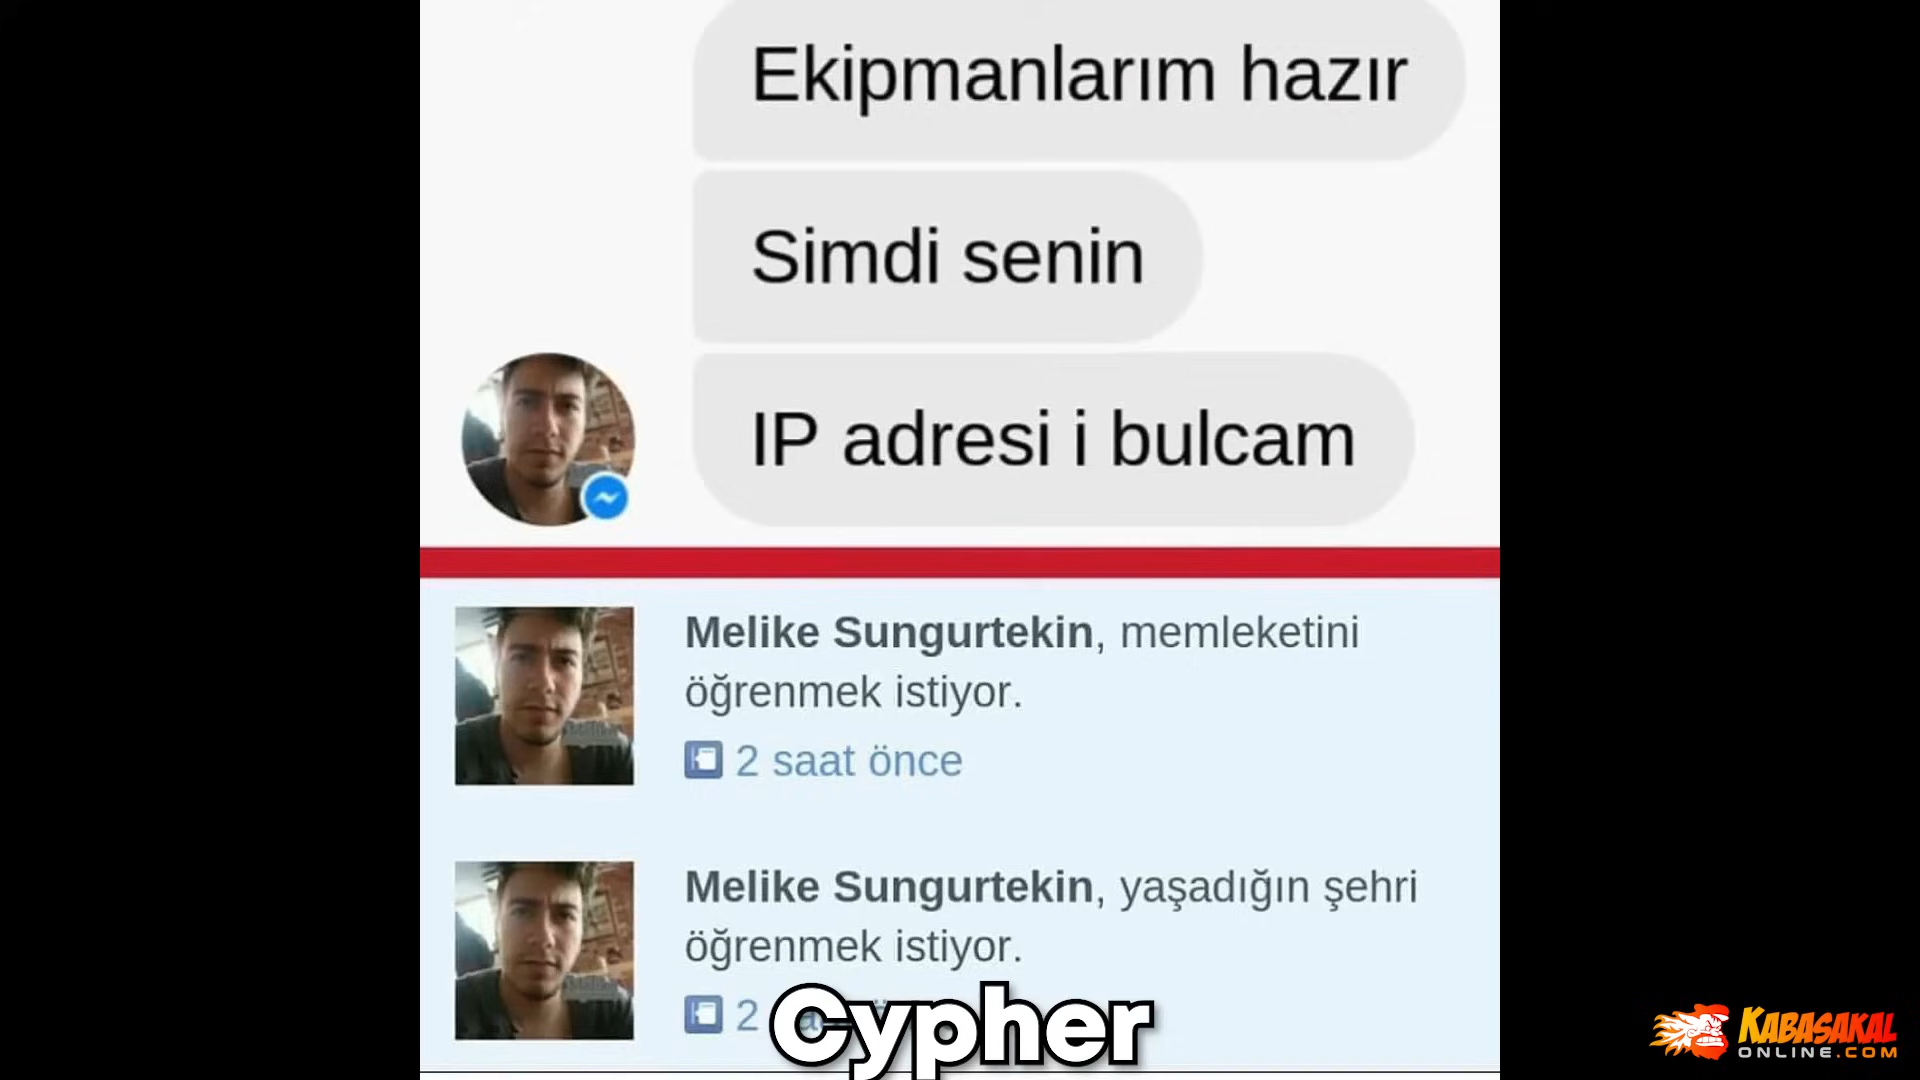 Ekipmanlarım hazır
Simdi senin
IP adresi i bulcam
Melike Sungurtekin, memleketini
öğrenmek istiyor.
2 saat önce
Melike Sungurtekin, yaşadığın şehri
öğrenmek istiyor.
2
Cypher
KABASAKAL
ONLINE.COM